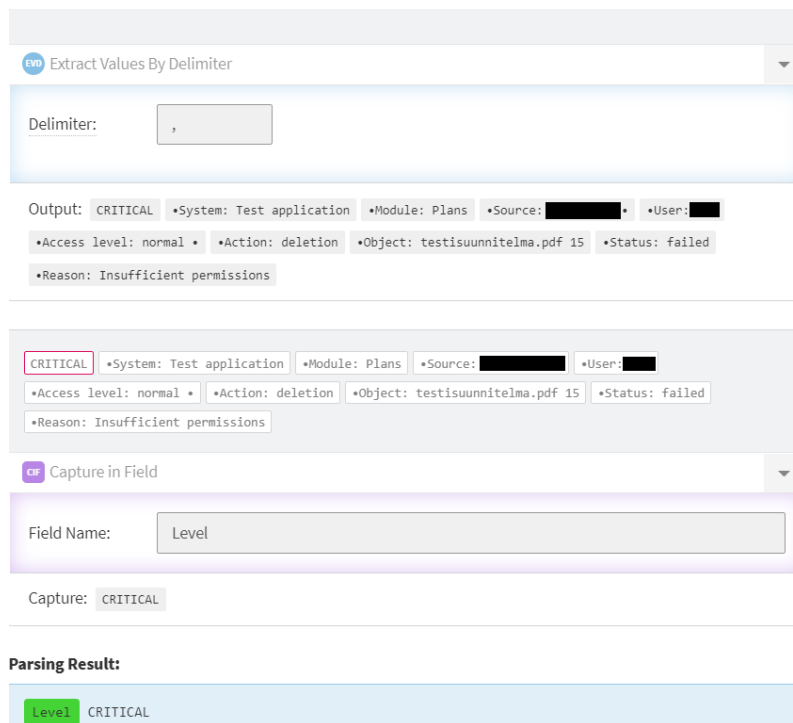 EVD Extract Values By Delimiter
Delimiter: ,
Output: CRITICAL •System: Test application •Module: Plans •Source: • •User:
•Access level: normal • •Action: deletion •Object: testisuunnitelma.pdf 15 •Status: failed
•Reason: Insufficient permissions
CRITICAL •System: Test application •Module: Plans •Source: •User:
•Access level: normal • •Action: deletion •Object: testisuunnitelma.pdf 15 •Status: failed
•Reason: Insufficient permissions
CIF Capture in Field
Field Name: Level
Capture: CRITICAL
Parsing Result:
Level CRITICAL